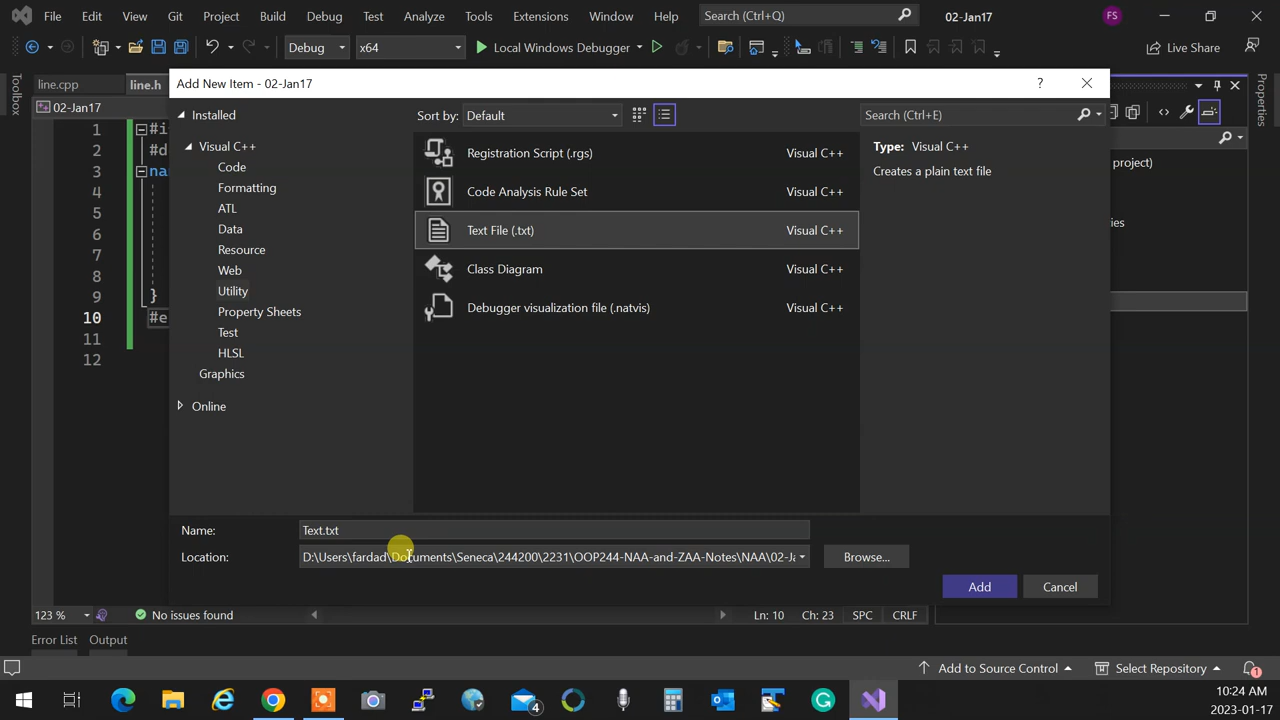 File Edit View Git Project Build Debug Test Analyze Tools Extensions Window Help Search (Ctrl+Q) 02-Jan17 FS
Debug x64 Local Windows Debugger Live Share
line.cpp line.h
Add New Item - 02-Jan17 ?
Toolbox
Properties
02-Jan17
Installed
Sort by: Default
Search (Ctrl+E)
Visual C++
Code
Formatting
ATL
Data
Resource
Web
Utility
Property Sheets
Test
HLSL
Graphics
Online
Registration Script (.rgs) Visual C++
Code Analysis Rule Set Visual C++
Text File (.txt) Visual C++
Class Diagram Visual C++
Debugger visualization file (.natvis) Visual C++
Type: Visual C++
Creates a plain text file
project)
1 #i
2 #d
3 na
4
5
6
7
8
9 }
10 #e
11
12
Name: Text.txt
Location: D:\Users\fardad\Documents\Seneca\244200\2231\OOP244-NAA-and-ZAA-Notes\NAA\02-Ja
Browse...
Add Cancel
123 % No issues found Ln: 10 Ch: 23 SPC CRLF
Error List Output
Add to Source Control Select Repository 1
4
10:24 AM
2023-01-17